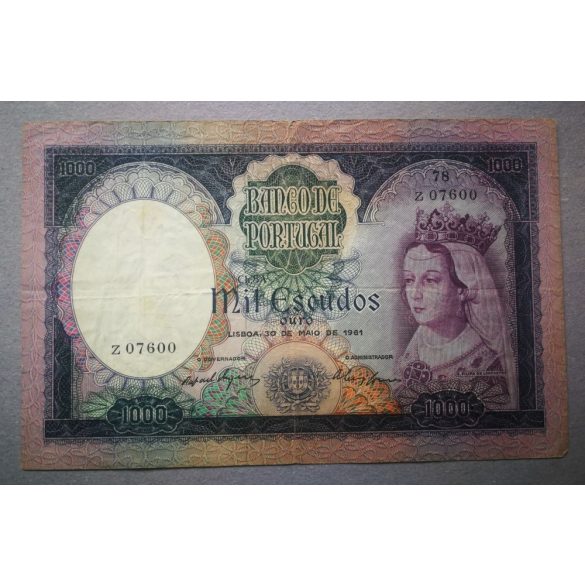 1000
1000
78
Z 07600
BANCO DE
PORTUGAL
Mil Escudos
ouro
LISBOA, 30 DE MAIO DE 1961
Z 07600
O GOVERNADOR
O ADMINISTRADOR
1000
1000